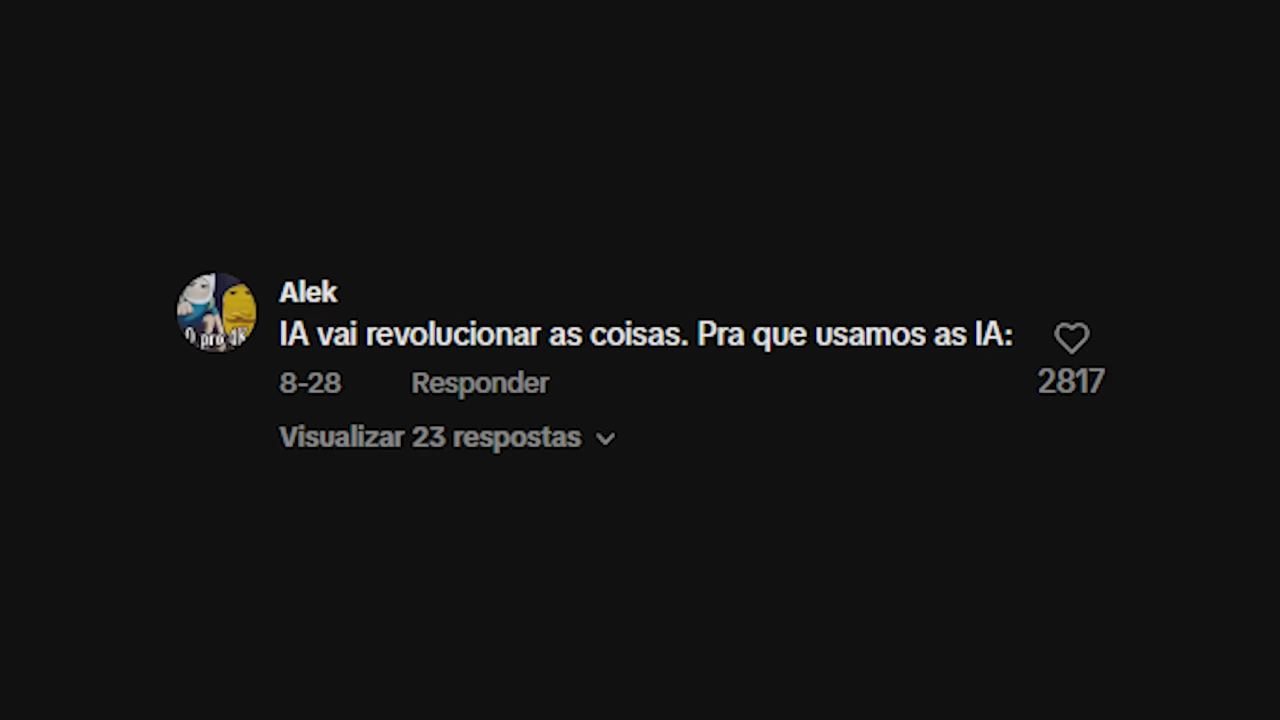 Alek
IA vai revolucionar as coisas. Pra que usamos as IA:
2817
8-28 Responder
Visualizar 23 respostas